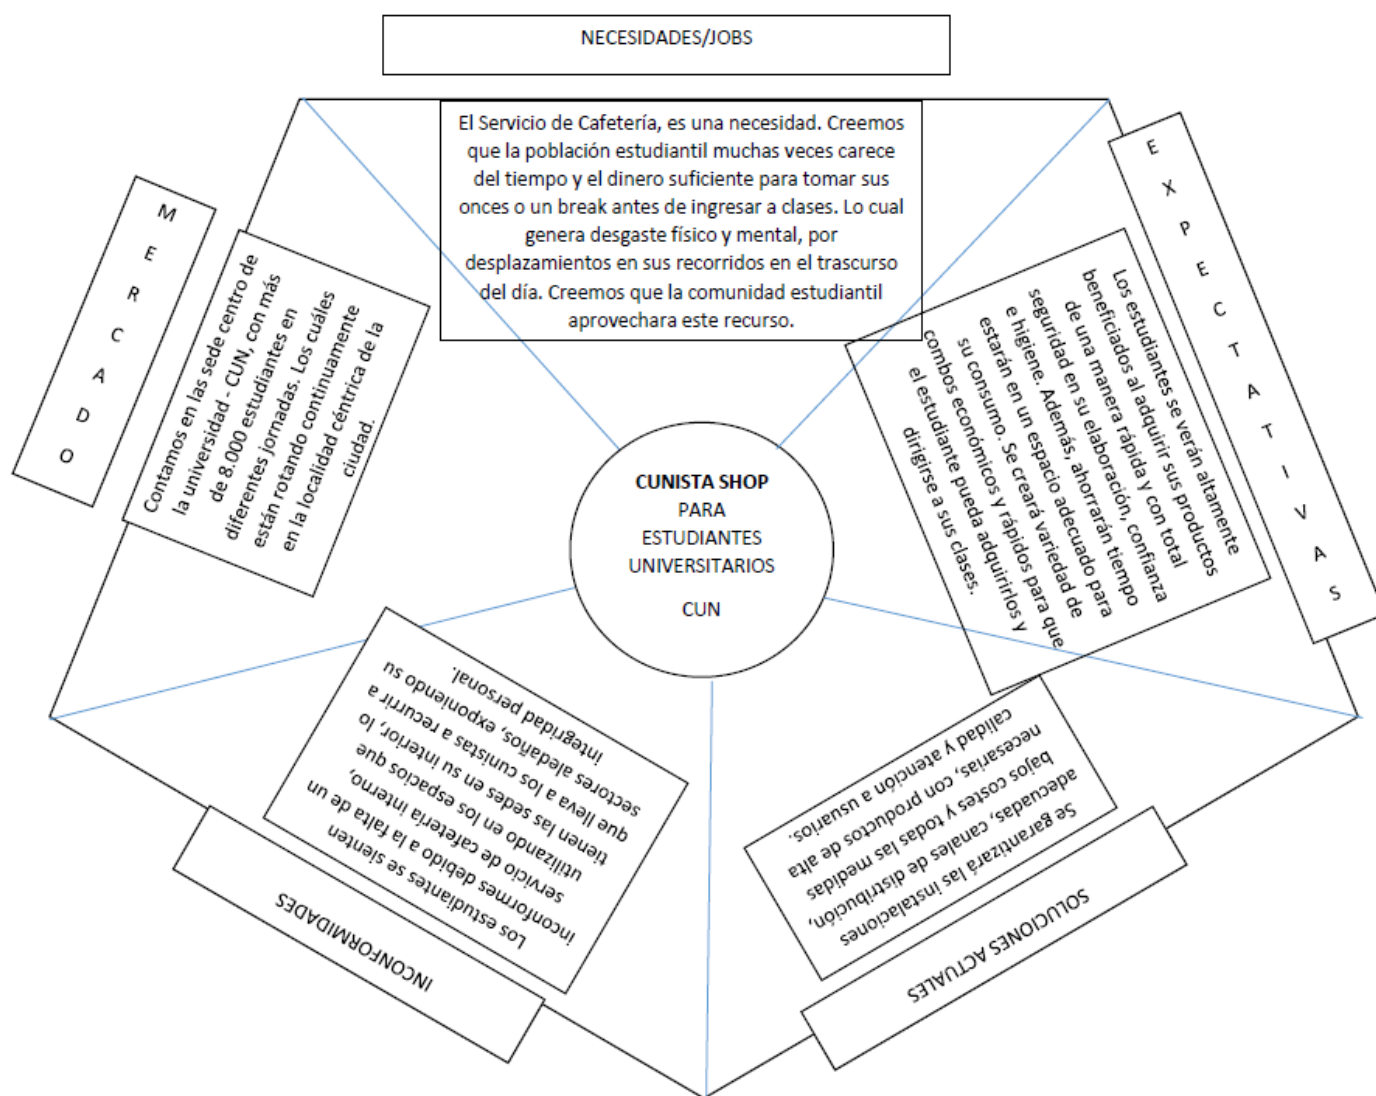 NECESIDADES/JOBS
El Servicio de Cafetería, es una necesidad. Creemos
que la población estudiantil muchas veces carece
del tiempo y el dinero suficiente para tomar sus
onces o un break antes de ingresar a clases. Lo cual
genera desgaste físico y mental, por
desplazamientos en sus recorridos en el trascurso
del día. Creemos que la comunidad estudiantil
aprovechara este recurso.
EXPECTATIVAS
Los estudiantes se verán altamente
beneficiados al adquirir sus productos
de una manera rápida y con total
seguridad en su elaboración, confianza
e higiene. Además, ahorrarán tiempo
estarán en un espacio adecuado para
su consumo. Se creará variedad de
combos económicos y rápidos para que
el estudiante pueda adquirirlos y
dirigirse a sus clases.
MERCADO
Contamos en las sede centro de
la universidad - CUN, con más
de 8.000 estudiantes en
diferentes jornadas. Los cuáles
están rotando continuamente
en la localidad céntrica de la
ciudad.
CUNISTA SHOP
PARA
ESTUDIANTES
UNIVERSITARIOS
CUN
Los estudiantes se sienten
inconformes debido a la falta de un
servicio de cafetería interno,
utilizando en los espacios que
tienen las sedes en su interior, lo
que lleva a los cunistas a recurrir a
sectores aledaños, exponiendo su
integridad personal.
INCONFORMIDADES
Se garantizará las instalaciones
adecuadas, canales de distribución,
bajos costes y todas las medidas
necesarias, con productos de alta
calidad y atención a usuarios.
SOLUCIONES ACTUALES